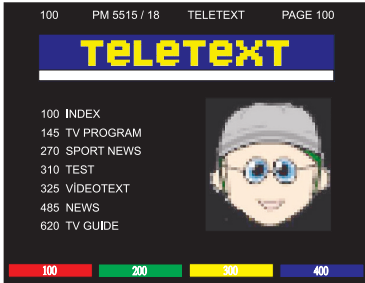 100 PM 5515 / 18 TELETEXT PAGE 100
TeLeTeXT
100 INDEX
145 TV PROGRAM
270 SPORT NEWS
310 TEST
325 VİDEOTEXT
485 NEWS
620 TV GUIDE
100 200 300 400